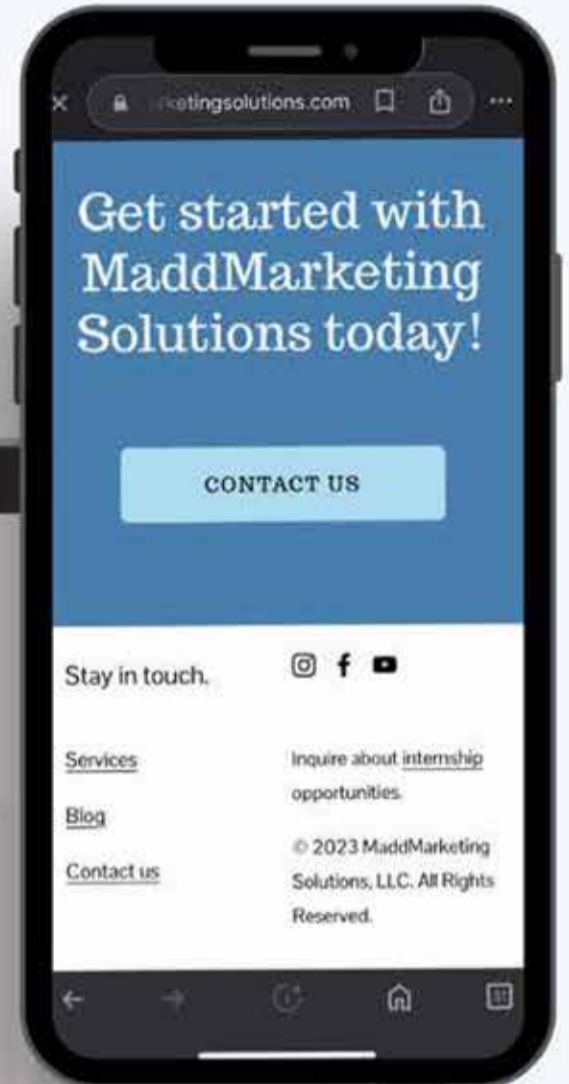 ketingsolutions.com
Get started with
MaddMarketing
Solutions today!
CONTACT US
Stay in touch.
Services
Blog
Contact us
Inquire about internship
opportunities.
© 2023 MaddMarketing
Solutions, LLC. All Rights
Reserved.